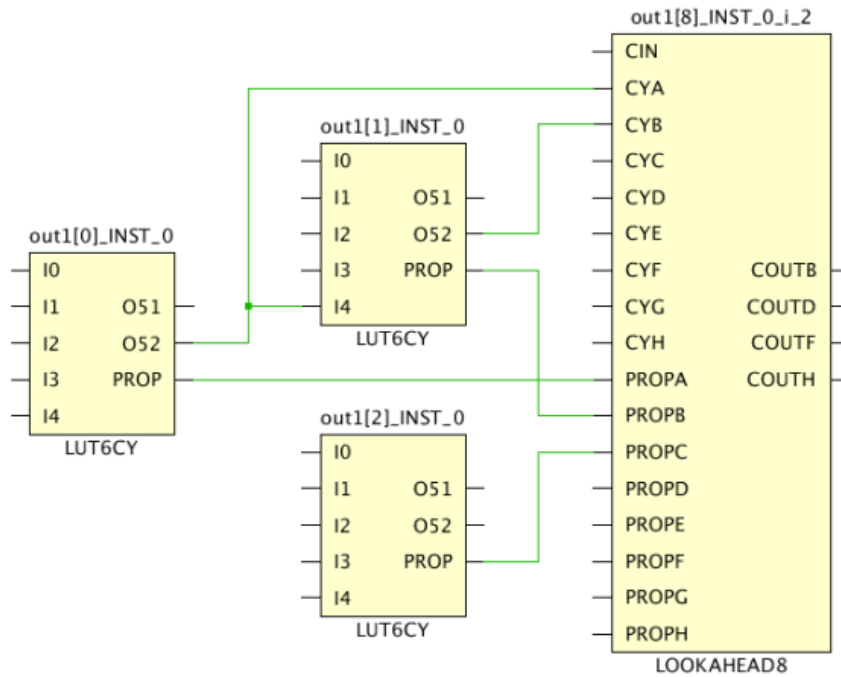 out1[8]_INST_0_i_2
CIN
CYA
CYB
CYC
CYD
CYE
CYF COUTB
CYG COUTD
CYH COUTF
PROPA COUTH
PROPB
PROPC
PROPD
PROPE
PROPF
PROPG
PROPH
LOOKAHEAD8
out1[1]_INST_0
I0
I1 O51
I2 O52
I3 PROP
I4
LUT6CY
out1[0]_INST_0
I0
I1 O51
I2 O52
I3 PROP
I4
LUT6CY
out1[2]_INST_0
I0
I1 O51
I2 O52
I3 PROP
I4
LUT6CY